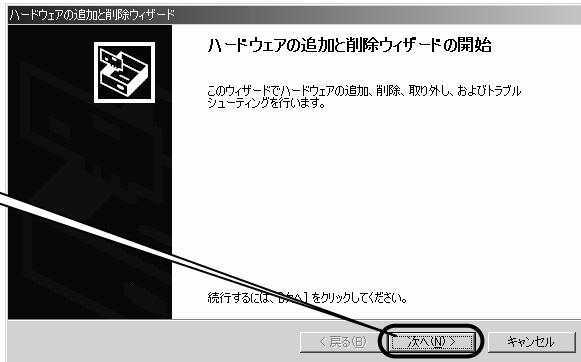 ハードウェアの追加と削除ウィザード
ハードウェアの追加と削除ウィザードの開始
このウィザードでハードウェアの追加、削除、取り外し、およびトラブル
シューティングを行います。
続行するには、[次へ] をクリックしてください。
< 戻る(B)
次へ(N) >
キャンセル